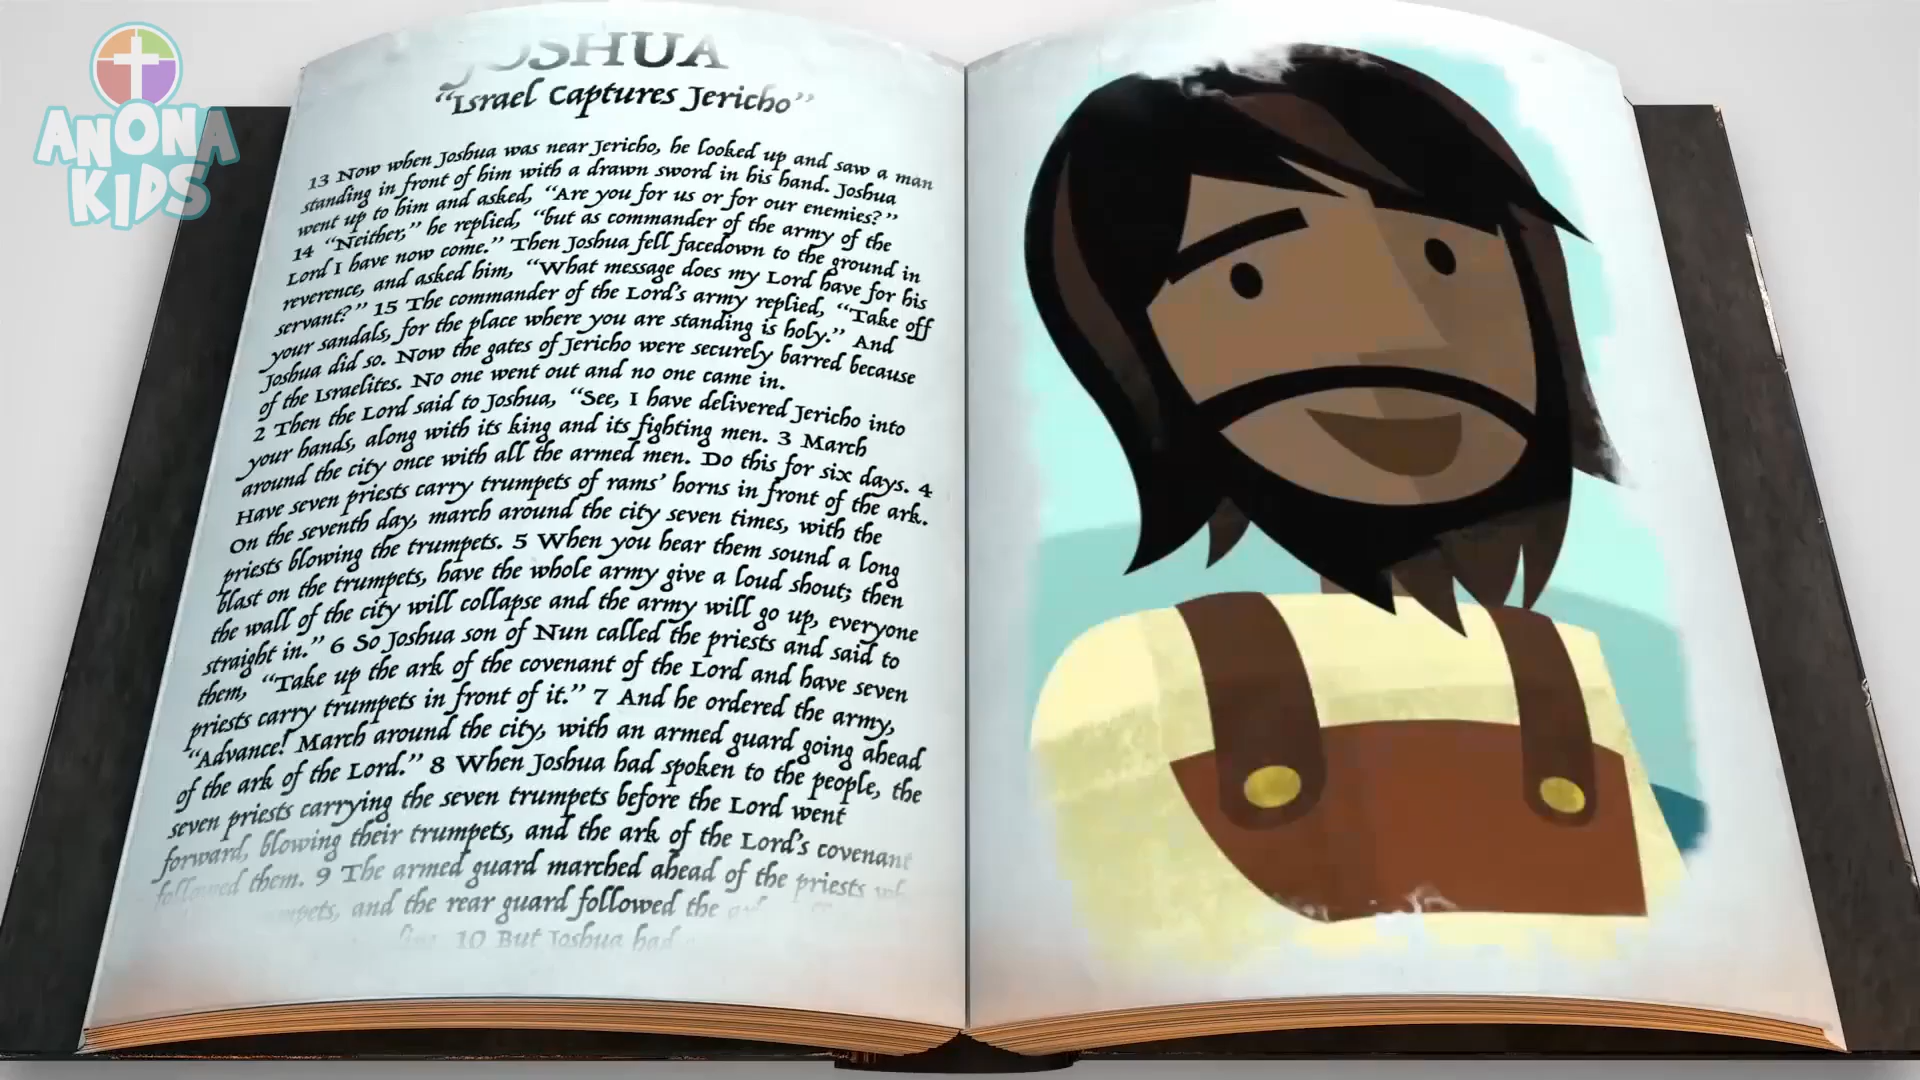 ANONA
KIDS
JOSHUA
"Israel Captures Jericho"
13 Now when Joshua was near Jericho, he looked up and saw a man
standing in front of him with a drawn sword in his hand. Joshua
went up to him and asked, "Are you for us or for our enemies?"
14 "Neither," he replied, "but as commander of the army of the
Lord I have now come." Then Joshua fell facedown to the ground in
reverence, and asked him, "What message does my Lord have for his
servant?" 15 The commander of the Lord's army replied, "Take off
your sandals, for the place where you are standing is holy." And
Joshua did so. Now the gates of Jericho were securely barred because
of the Israelites. No one went out and no one came in.
2 Then the Lord said to Joshua, "See, I have delivered Jericho into
your hands, along with its king and its fighting men. 3 March
around the city once with all the armed men. Do this for six days. 4
Have seven priests carry trumpets of rams' horns in front of the ark.
On the seventh day, march around the city seven times, with the
priests blowing the trumpets. 5 When you hear them sound a long
blast on the trumpets, have the whole army give a loud shout; then
the wall of the city will collapse and the army will go up, everyone
straight in." 6 So Joshua son of Nun called the priests and said to
them, "Take up the ark of the covenant of the Lord and have seven
priests carry trumpets in front of it." 7 And he ordered the army,
"Advance! March around the city, with an armed guard going ahead
of the ark of the Lord." 8 When Joshua had spoken to the people, the
seven priests carrying the seven trumpets before the Lord went
forward, blowing their trumpets, and the ark of the Lord's covenant
followed them. 9 The armed guard marched ahead of the priests
and the rear guard followed the
10 But Joshua had